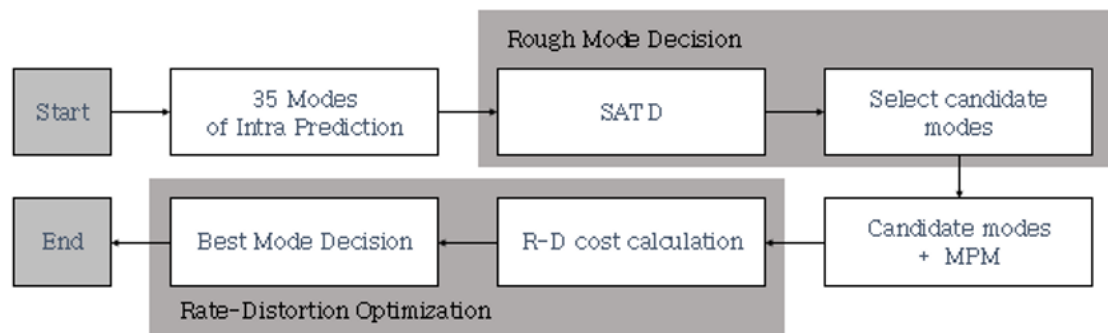 Rough Mode Decision
Start
35 Modes
of Intra Prediction
SATD
Select candidate
modes
End
Best Mode Decision
R-D cost calculation
Candidate modes
+ MPM
Rate-Distortion Optimization